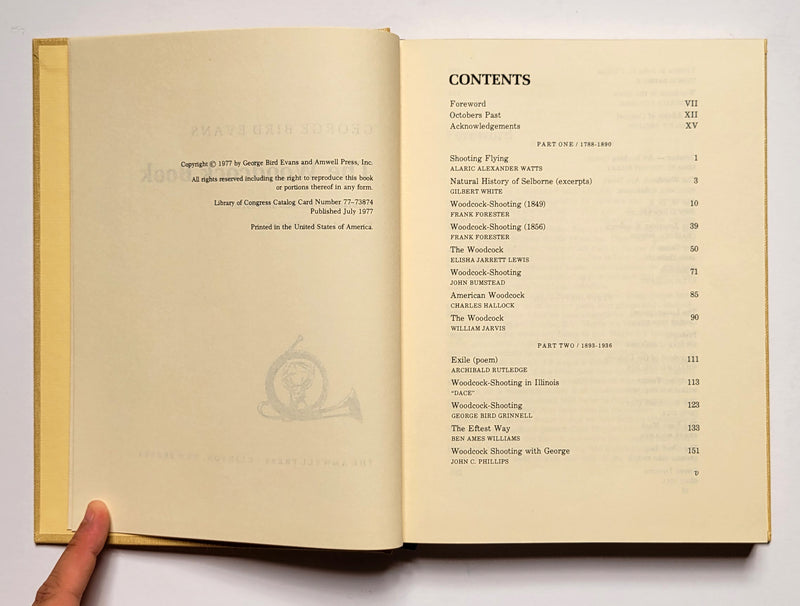 Copyright © 1977 by George Bird Evans and Amwell Press, Inc.
All rights reserved including the right to reproduce this book
or portions thereof in any form.
Library of Congress Catalog Card Number 77-73874
Published July 1977
Printed in the United States of America.
CONTENTS
Foreword VII
Octobers Past XII
Acknowledgements XV
PART ONE / 1788-1890
Shooting Flying 1
ALARIC ALEXANDER WATTS
Natural History of Selborne (excerpts) 3
GILBERT WHITE
Woodcock-Shooting (1849) 10
FRANK FORESTER
Woodcock-Shooting (1856) 39
FRANK FORESTER
The Woodcock 50
ELISHA JARRETT LEWIS
Woodcock-Shooting 71
JOHN BUMSTEAD
American Woodcock 85
CHARLES HALLOCK
The Woodcock 90
WILLIAM JARVIS
PART TWO / 1893-1936
Exile (poem) 111
ARCHIBALD RUTLEDGE
Woodcock-Shooting in Illinois 113
"DACE"
Woodcock-Shooting 123
GEORGE BIRD GRINNELL
The Eftest Way 133
BEN AMES WILLIAMS
Woodcock Shooting with George 151
JOHN C. PHILLIPS
v